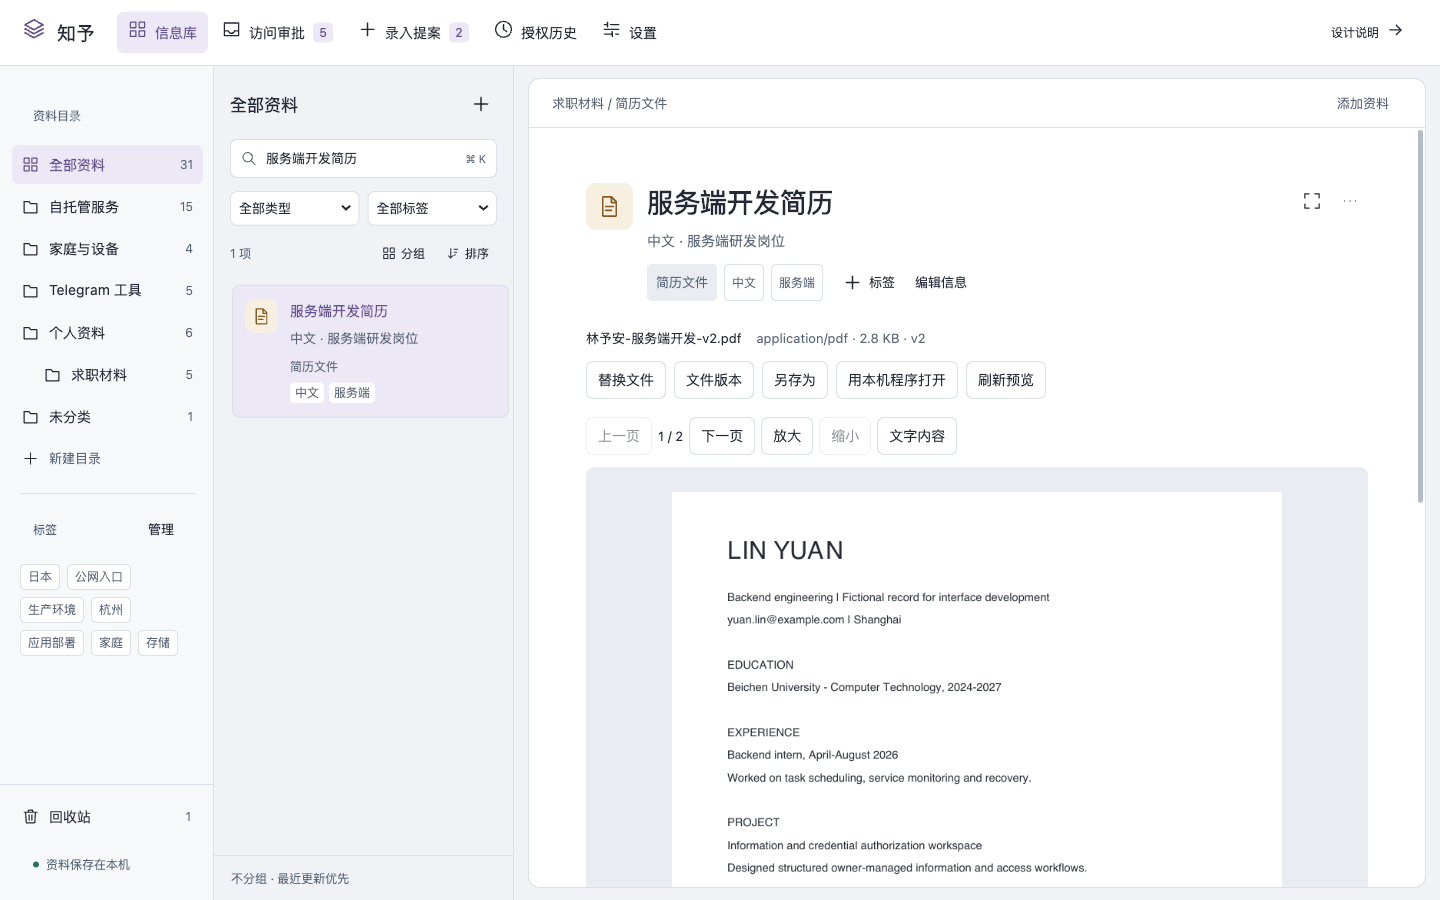 知予
信息库
访问审批 5
录入提案 2
授权历史
设置
设计说明
资料目录
全部资料 31
自托管服务 15
家庭与设备 4
Telegram 工具 5
个人资料 6
求职材料 5
未分类 1
新建目录
标签 管理
日本 公网入口
生产环境 杭州
应用部署 家庭 存储
回收站 1
资料保存在本机
全部资料
服务端开发简历 ⌘ K
全部类型 全部标签
1 项 分组 排序
服务端开发简历
中文 · 服务端研发岗位
简历文件
中文 服务端
不分组 · 最近更新优先
求职材料 / 简历文件 添加资料
服务端开发简历
中文 · 服务端研发岗位
简历文件 中文 服务端 标签 编辑信息
林予安-服务端开发-v2.pdf application/pdf · 2.8 KB · v2
替换文件 文件版本 另存为 用本机程序打开 刷新预览
上一页 1 / 2 下一页 放大 缩小 文字内容
LIN YUAN
Backend engineering | Fictional record for interface development
yuan.lin@example.com | Shanghai
EDUCATION
Beichen University - Computer Technology, 2024-2027
EXPERIENCE
Backend intern, April-August 2026
Worked on task scheduling, service monitoring and recovery.
PROJECT
Information and credential authorization workspace
Designed structured owner-managed information and access workflows.